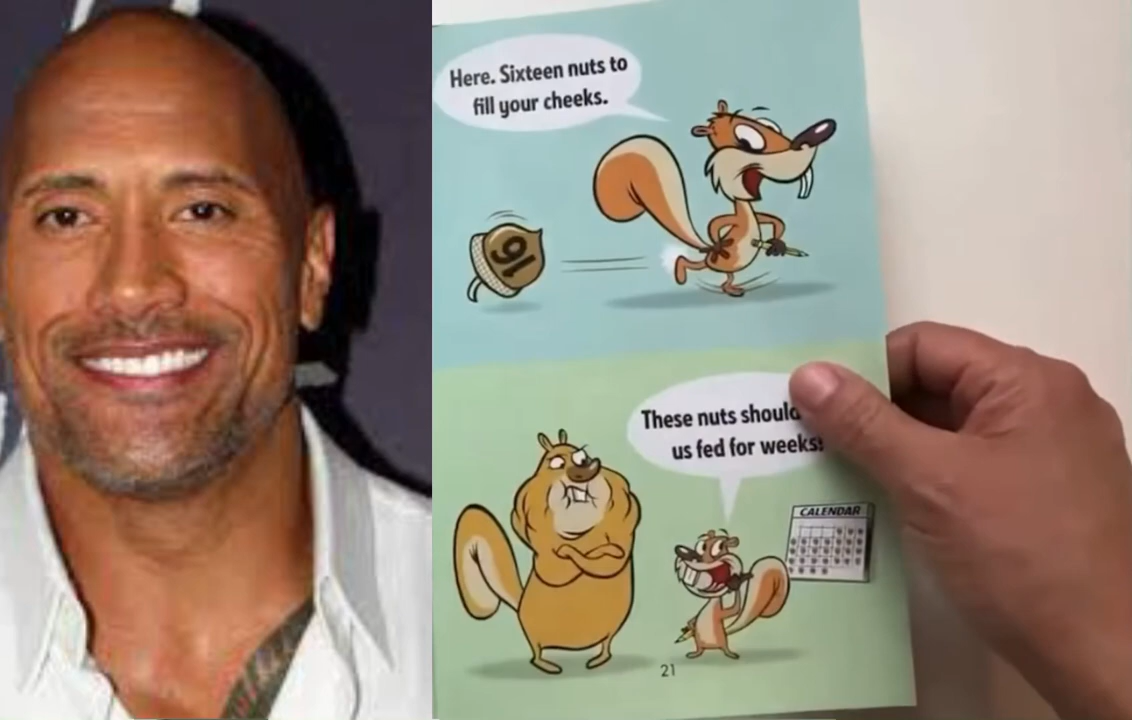 Here. Sixteen nuts to
fill your cheeks.
16
These nuts should
us fed for weeks!
CALENDAR
21